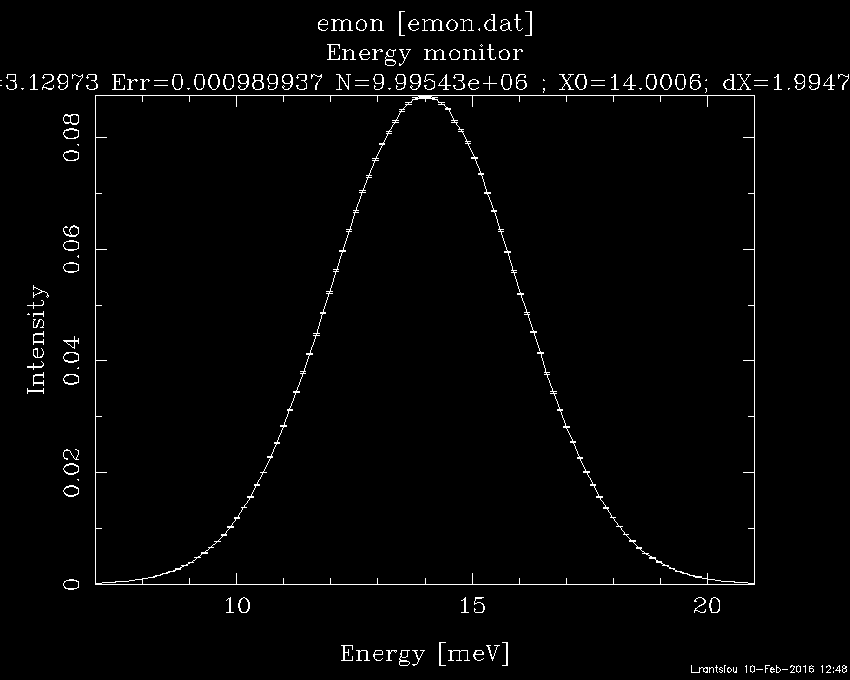 emon [emon.dat]
Energy monitor
=3.12973 Err=0.000989937 N=9.99543e+06 ; X0=14.0006; dX=1.9947
0.08
0.06
0.04
0.02
0
Intensity
10 15 20
Energy [meV]
10-Feb-2016 12:48